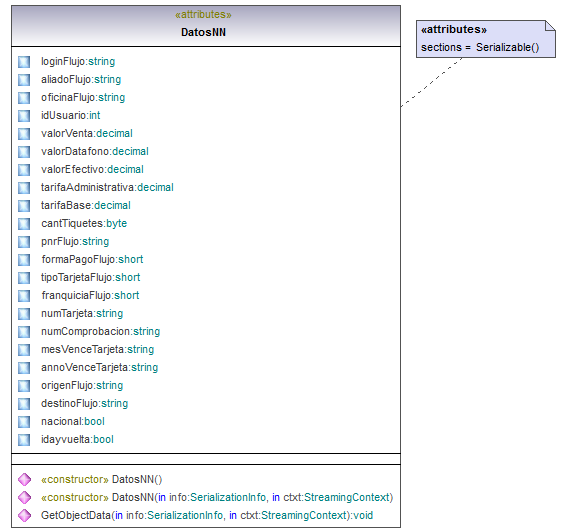 «attributes»
DatosNN
loginFlujo:string
aliadoFlujo:string
oficinaFlujo:string
idUsuario:int
valorVenta:decimal
valorDatafono:decimal
valorEfectivo:decimal
tarifaAdministrativa:decimal
tarifaBase:decimal
cantTiquetes:byte
pnrFlujo:string
formaPagoFlujo:short
tipoTarjetaFlujo:short
franquiciaFlujo:short
numTarjeta:string
numComprobacion:string
mesVenceTarjeta:string
annoVenceTarjeta:string
origenFlujo:string
destinoFlujo:string
nacional:bool
idayvuelta:bool
«constructor» DatosNN()
«constructor» DatosNN(in info:SerializationInfo, in ctxt:StreamingContext)
GetObjectData(in info:SerializationInfo, in ctxt:StreamingContext):void
«attributes»
sections = Serializable()